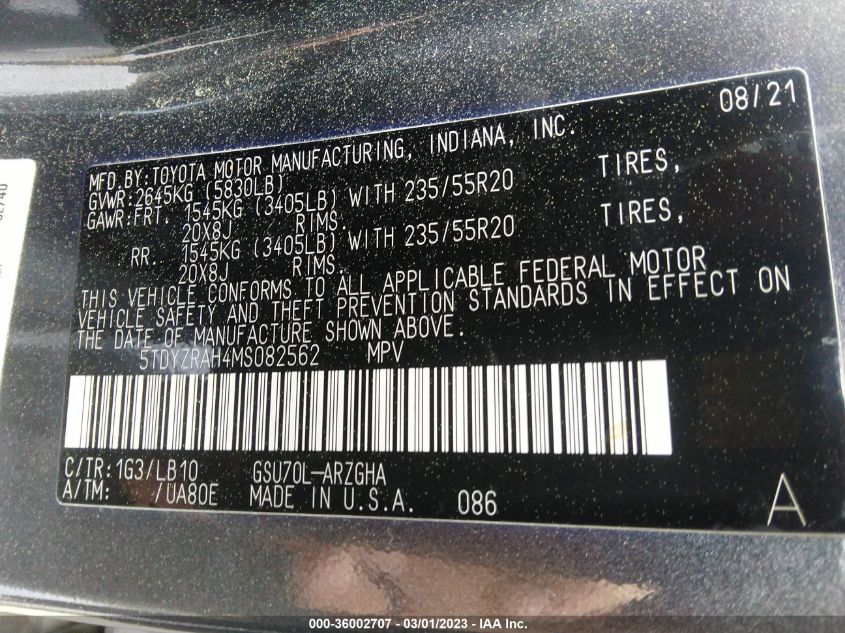 08/21
MFD.BY:TOYOTA MOTOR MANUFACTURING, INDIANA, INC.
GVWR:2645KG (5830LB)
GAWR:FRT. 1545KG (3405LB) WITH 235/55R20 TIRES,
20X8J RIMS.
RR. 1545KG (3405LB) WITH 235/55R20 TIRES,
20X8J RIMS.
THIS VEHICLE CONFORMS TO ALL APPLICABLE FEDERAL MOTOR
VEHICLE SAFETY AND THEFT PREVENTION STANDARDS IN EFFECT ON
THE DATE OF MANUFACTURE SHOWN ABOVE.
5TDYZRAH4MS082562 MPV
C/TR:1G3/LB10 GSU70L-ARZGHA
A/TM: /UA80E MADE IN U.S.A. 086 A
000-36002707 - 03/01/2023 - IAA Inc.